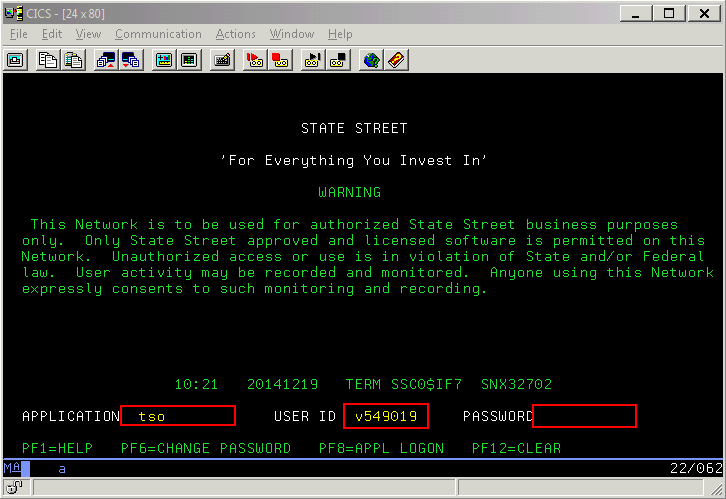 CICS - [24 x 80]
File Edit View Communication Actions Window Help
STATE STREET
'For Everything You Invest In'
WARNING
This Network is to be used for authorized State Street business purposes
only. Only State Street approved and licensed software is permitted on this
Network. Unauthorized access or use is in violation of State and/or Federal
law. User activity may be recorded and monitored. Anyone using this Network
expressly consents to such monitoring and recording.
10:21 20141219 TERM SSC0$IF7 SNX32702
APPLICATION tso USER ID v549019 PASSWORD
PF1=HELP PF6=CHANGE PASSWORD PF8=APPL LOGON PF12=CLEAR
MA a 22/062